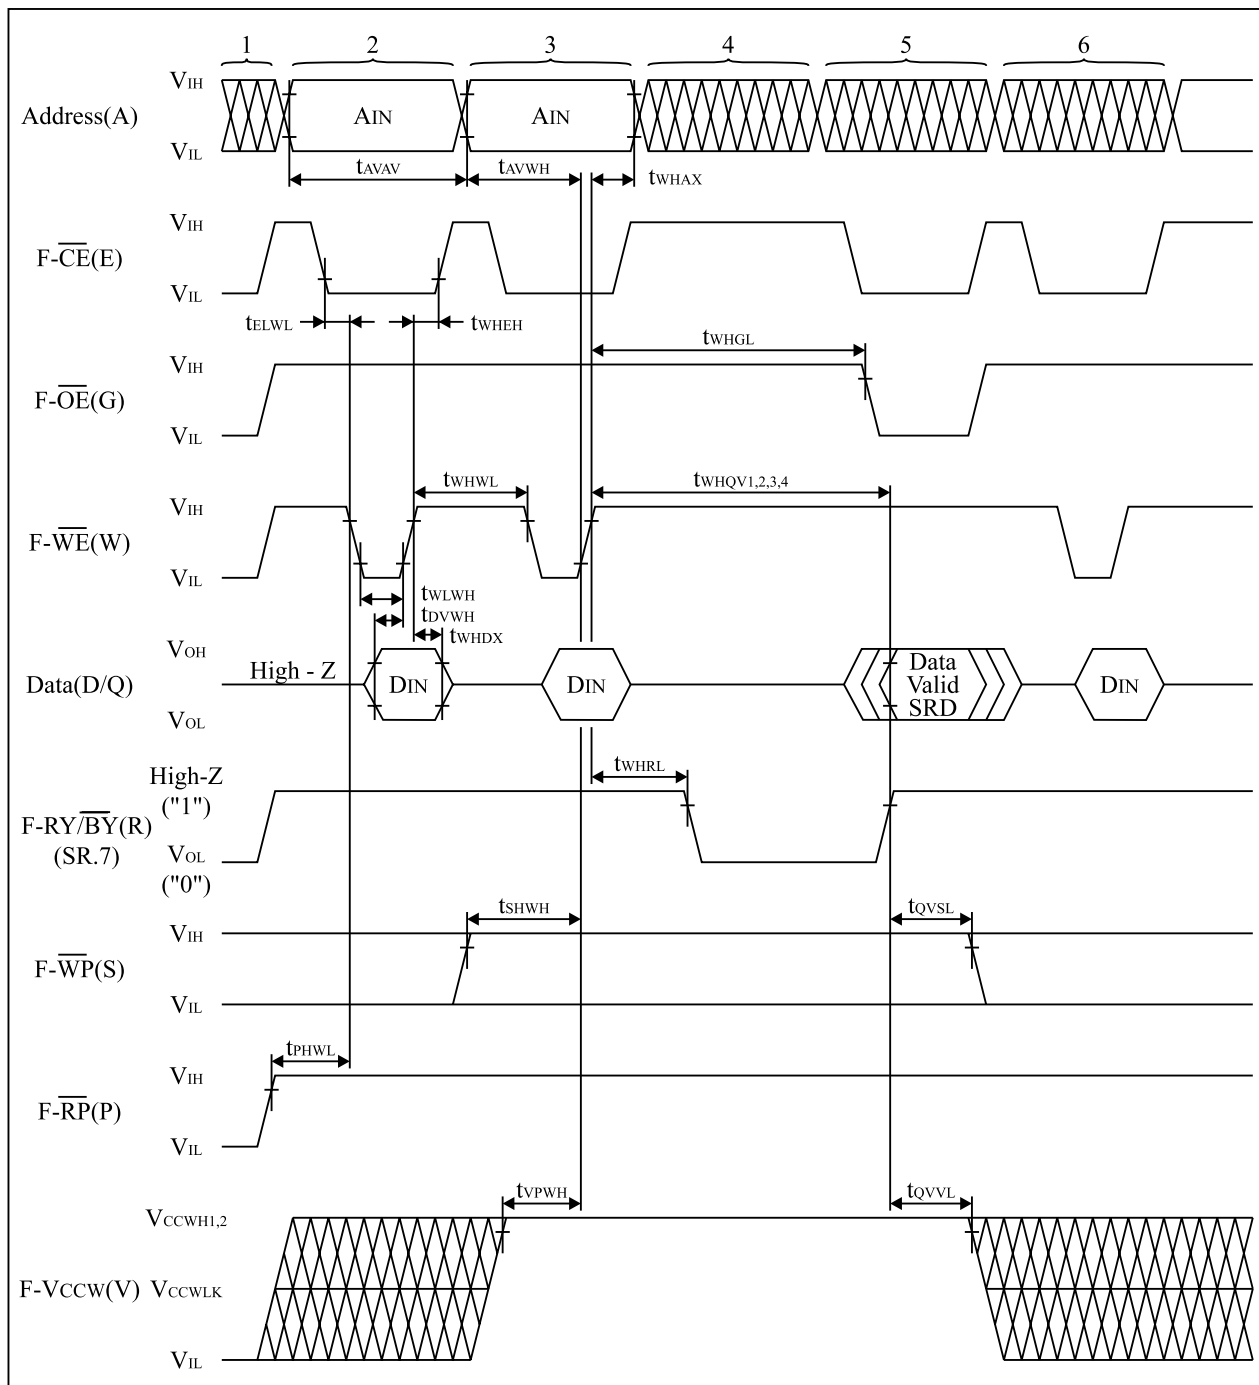 1 2 3 4 5 6
VIH
Address(A)
AIN AIN
VIL
tAVAV tAVWH tWHAX
VIH
F-CE(E)
VIL
tELWL tWHEH
tWHGL
VIH
F-OE(G)
VIL
tWHWL tWHQV1,2,3,4
VIH
F-WE(W)
VIL
tWLWH
tDVWH
tWHDX
VOH
High - Z
Data(D/Q)
DIN DIN
Data
Valid
SRD
DIN
VOL
tWHRL
High-Z
("1")
F-RY/BY(R)
(SR.7)
VOL
("0")
tSHWH tQVSL
VIH
F-WP(S)
VIL
tPHWL
VIH
F-RP(P)
VIL
tVPWH tQVVL
VCCWH1,2
F-VCCW(V) VCCWLK
VIL